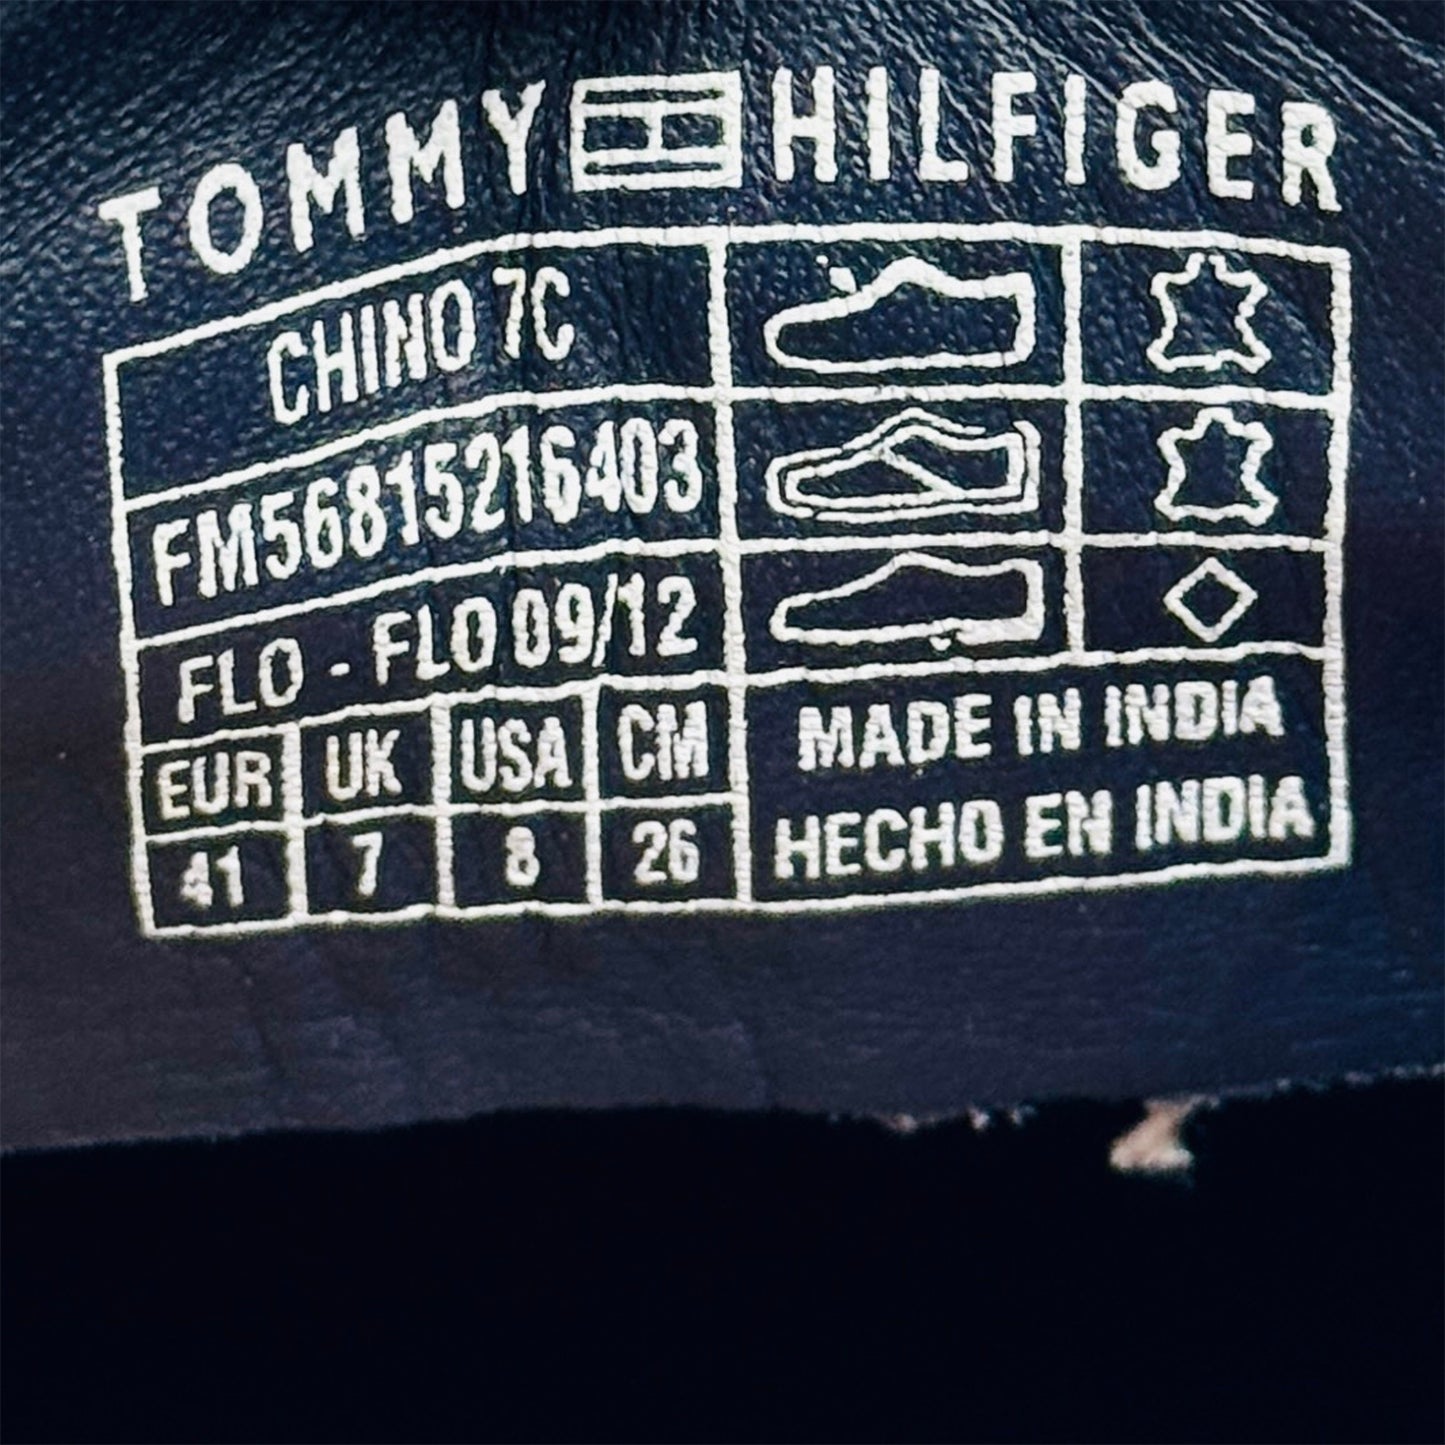 TOMMY HILFIGER
CHINO 7C
FM56815216403
FLO - FLO 09/12
EUR UK USA CM
41 7 8 26
MADE IN INDIA
HECHO EN INDIA